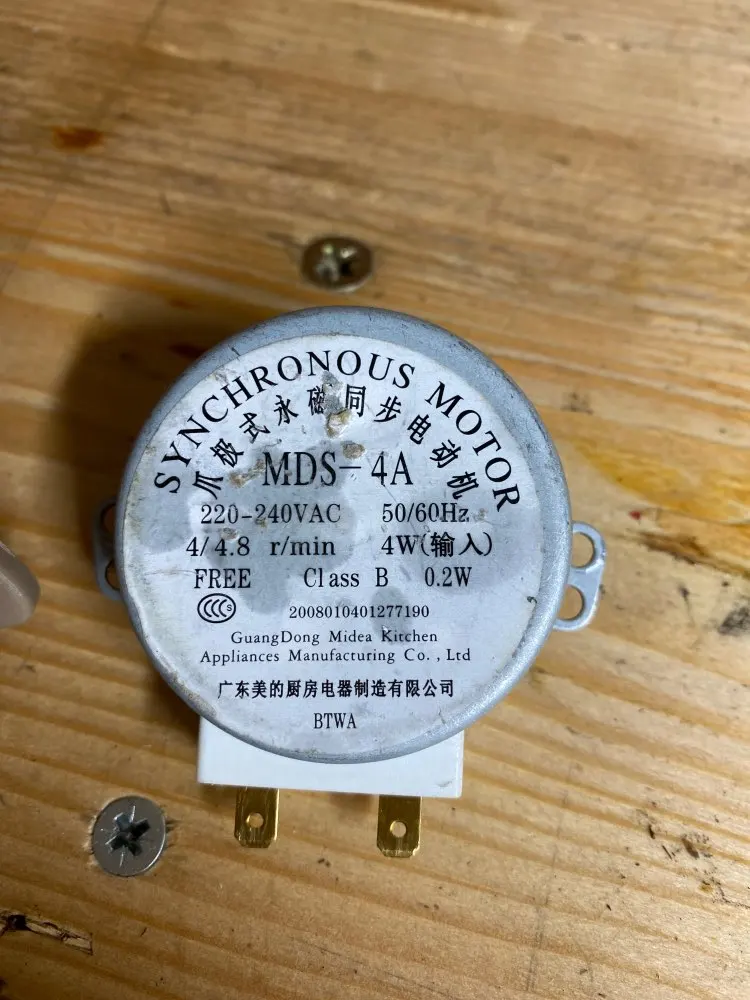 SYNCHRONOUS MOTOR
爪极式永磁同步电动机
MDS-4A
220-240VAC 50/60Hz
4/4.8 r/min 4W(输入)
FREE Class B 0.2W
CCC S 2008010401277190
GuangDong Midea Kitchen
Appliances Manufacturing Co., Ltd
广东美的厨房电器制造有限公司
BTWA